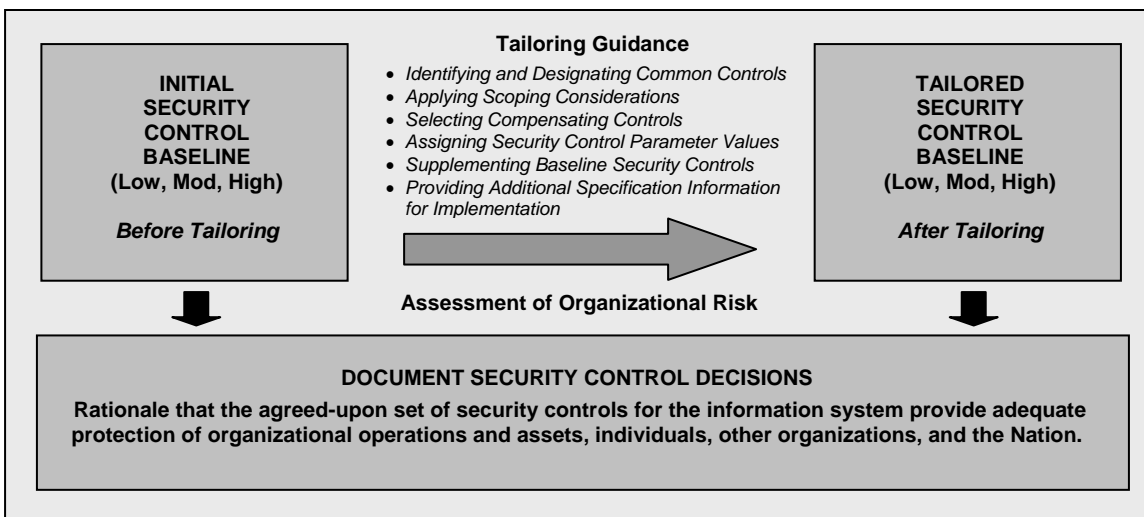 INITIAL
SECURITY
CONTROL
BASELINE
(Low, Mod, High)
Before Tailoring
Tailoring Guidance
• Identifying and Designating Common Controls
• Applying Scoping Considerations
• Selecting Compensating Controls
• Assigning Security Control Parameter Values
• Supplementing Baseline Security Controls
• Providing Additional Specification Information
for Implementation
Assessment of Organizational Risk
TAILORED
SECURITY
CONTROL
BASELINE
(Low, Mod, High)
After Tailoring
DOCUMENT SECURITY CONTROL DECISIONS
Rationale that the agreed-upon set of security controls for the information system provide adequate
protection of organizational operations and assets, individuals, other organizations, and the Nation.